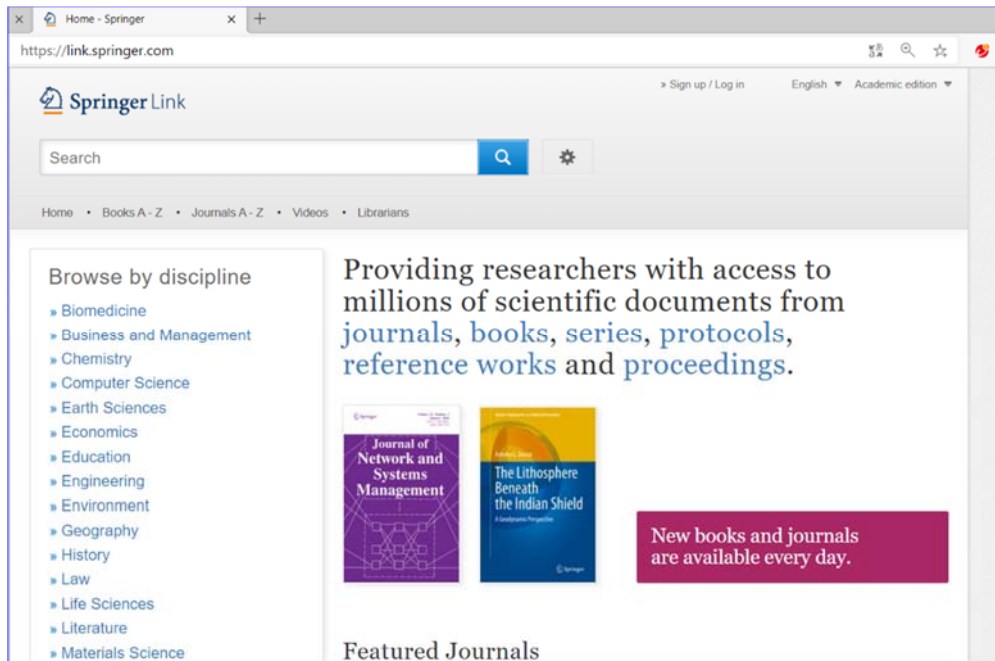 Home - Springer
https://link.springer.com
Springer Link
» Sign up / Log in
English
Academic edition
Search
Home • Books A - Z • Journals A - Z • Videos • Librarians
Browse by discipline
» Biomedicine
» Business and Management
» Chemistry
» Computer Science
» Earth Sciences
» Economics
» Education
» Engineering
» Environment
» Geography
» History
» Law
» Life Sciences
» Literature
» Materials Science
Providing researchers with access to
millions of scientific documents from
journals, books, series, protocols,
reference works and proceedings.
Springer
Journal of
Network and
Systems
Management
The Lithosphere
Beneath
the Indian Shield
A Geodynamic Perspective
Springer
New books and journals
are available every day.
Featured Journals